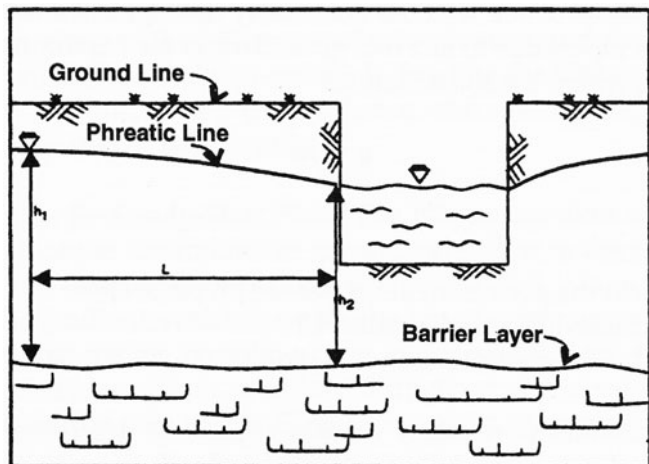 Ground Line
Phreatic Line
h₁
L
h₂
Barrier Layer